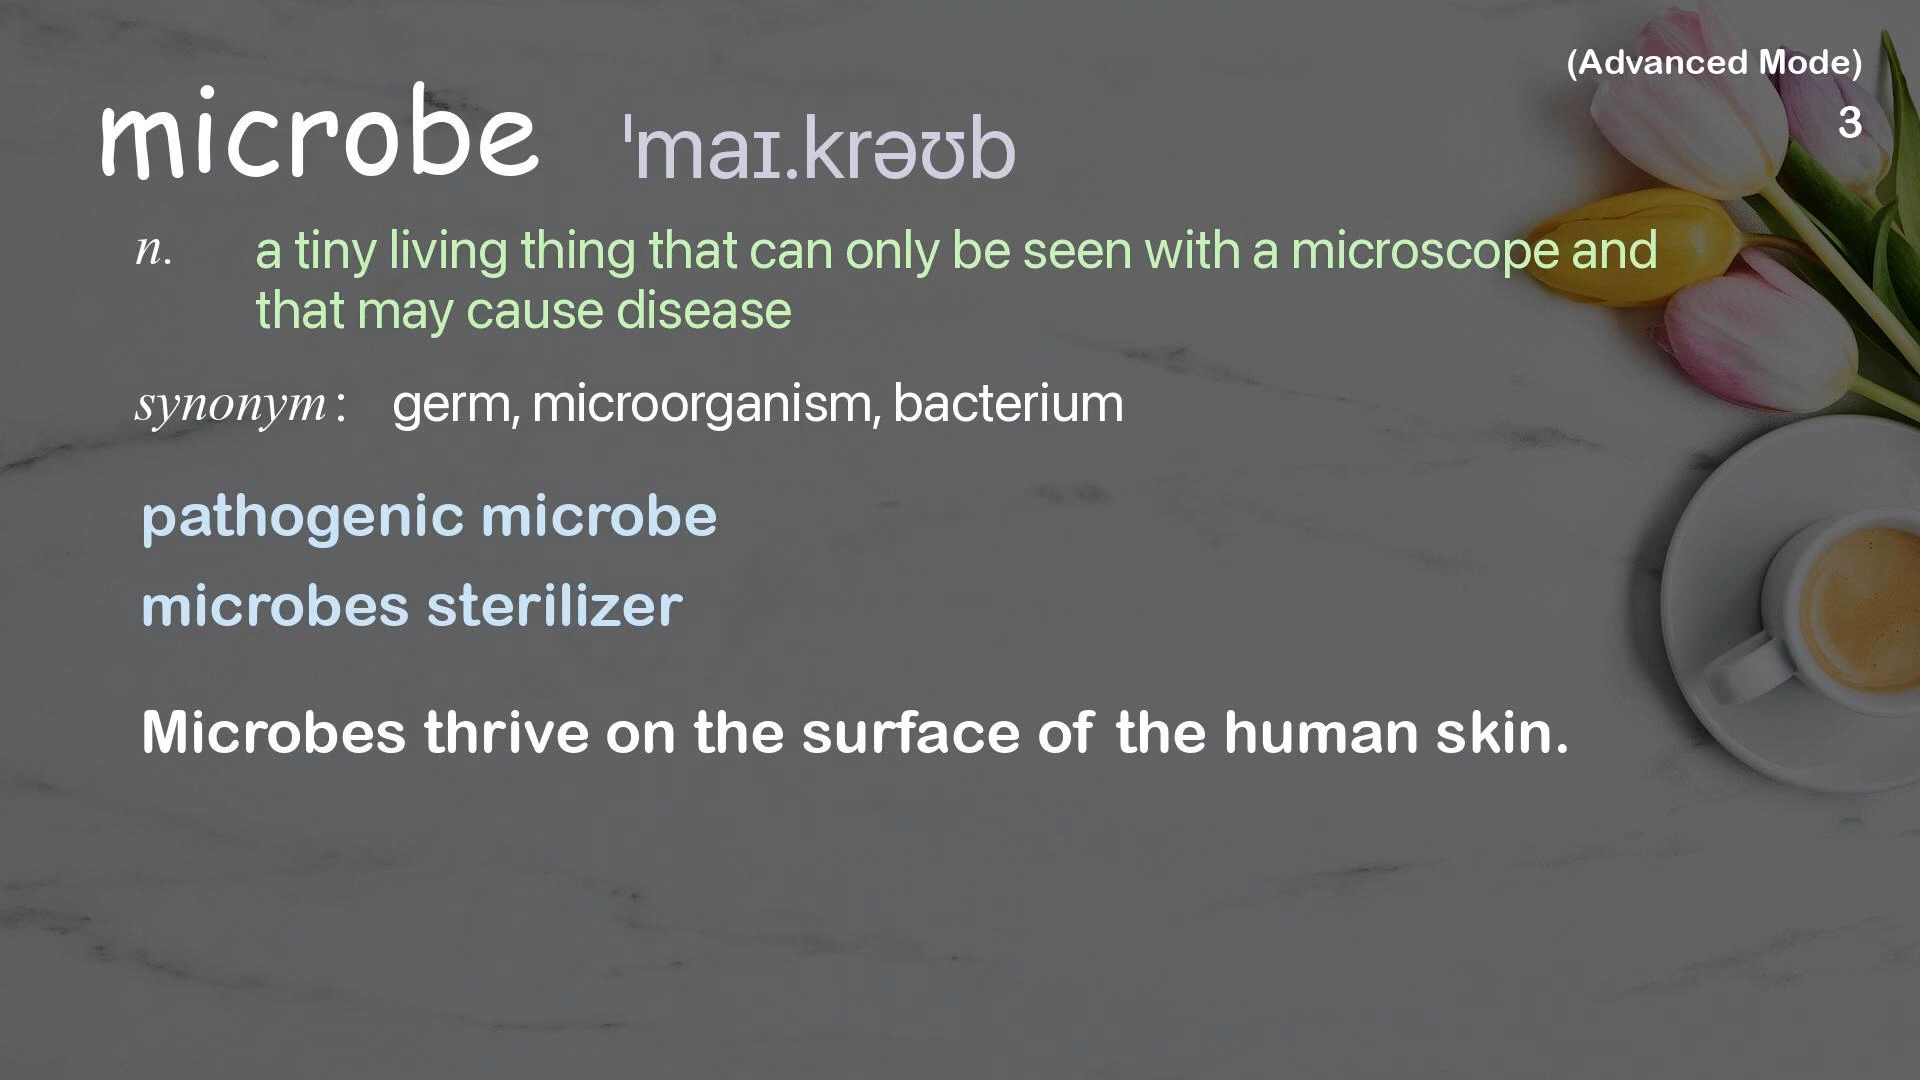 (Advanced Mode)
3
microbe ˈmaɪ.krəʊb
n. a tiny living thing that can only be seen with a microscope and
that may cause disease
synonym: germ, microorganism, bacterium
pathogenic microbe
microbes sterilizer
Microbes thrive on the surface of the human skin.